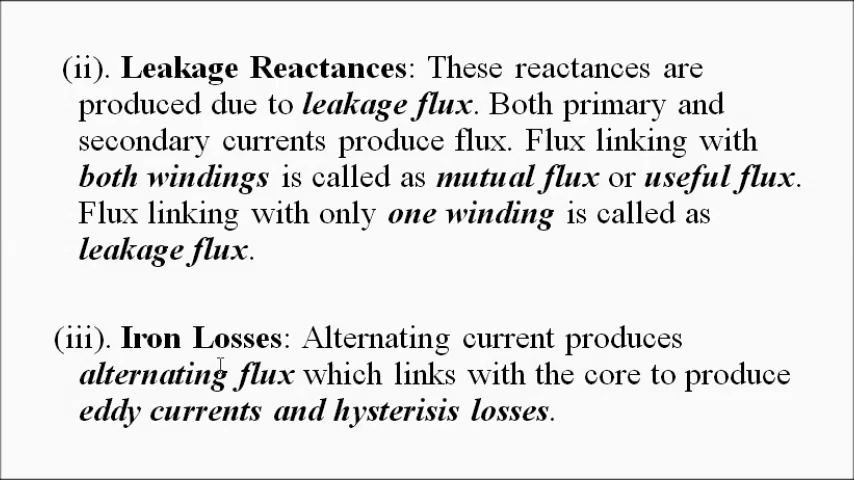 (ii). Leakage Reactances: These reactances are
produced due to leakage flux. Both primary and
secondary currents produce flux. Flux linking with
both windings is called as mutual flux or useful flux.
Flux linking with only one winding is called as
leakage flux.
(iii). Iron Losses: Alternating current produces
alternating flux which links with the core to produce
eddy currents and hysterisis losses.